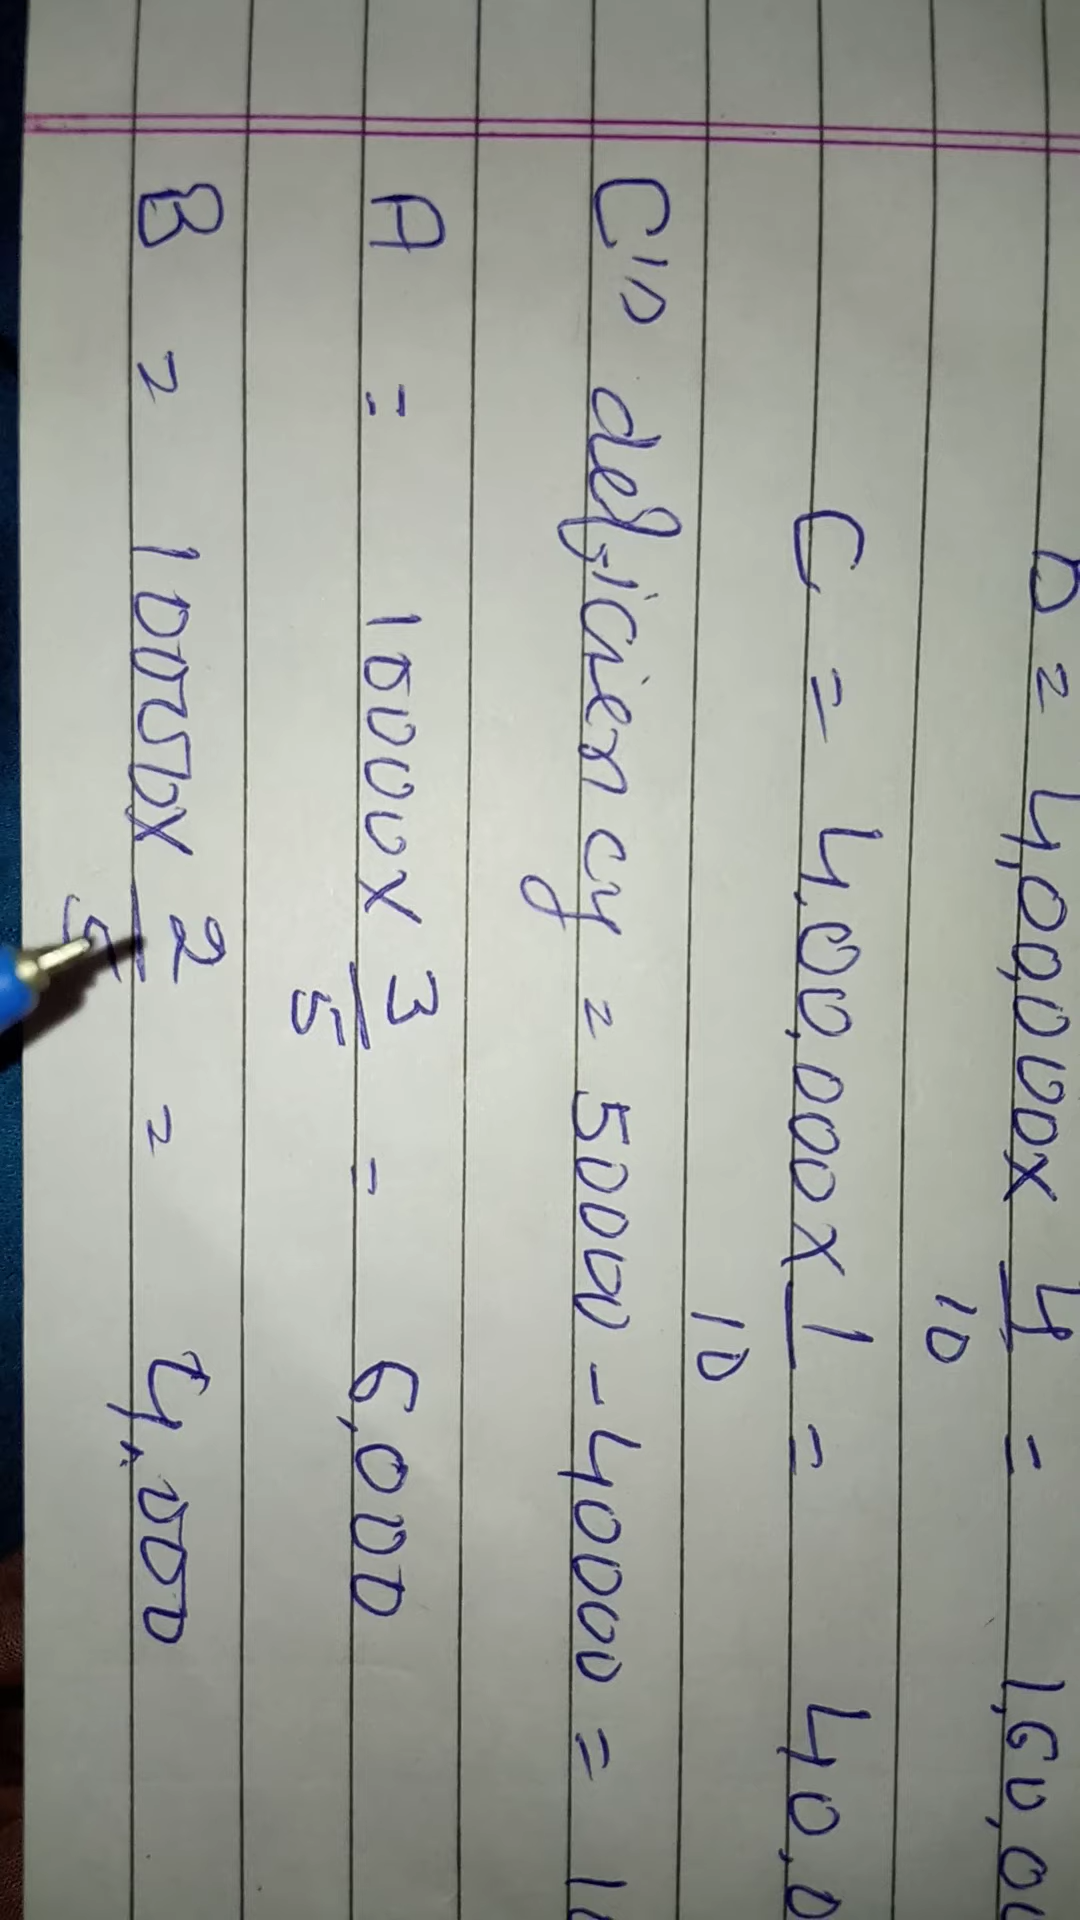 B = 4,00,000 x 4/10 = 1,60,0
C = 4,00,000 x 1/10 = 40,0
C's deficiency = 50000 - 40000 = 1
A = 10000 x 3/5 = 6,000
B = 10000 x 2/5 = 4,000